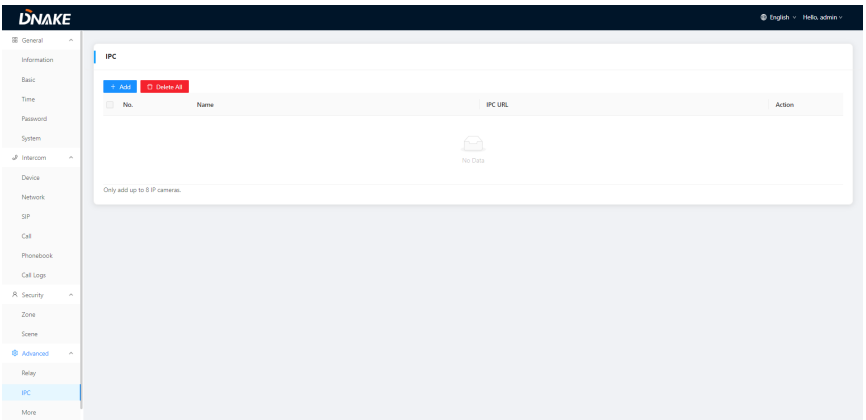 DNAKE
English
Hello, admin
General
Information
Basic
Time
Password
System
Intercom
Device
Network
SIP
Call
Phonebook
Call Logs
Security
Zone
Scene
Advanced
Relay
IPC
More
IPC
+ Add
Delete All
No. Name IPC URL Action
No Data
Only add up to 8 IP cameras.